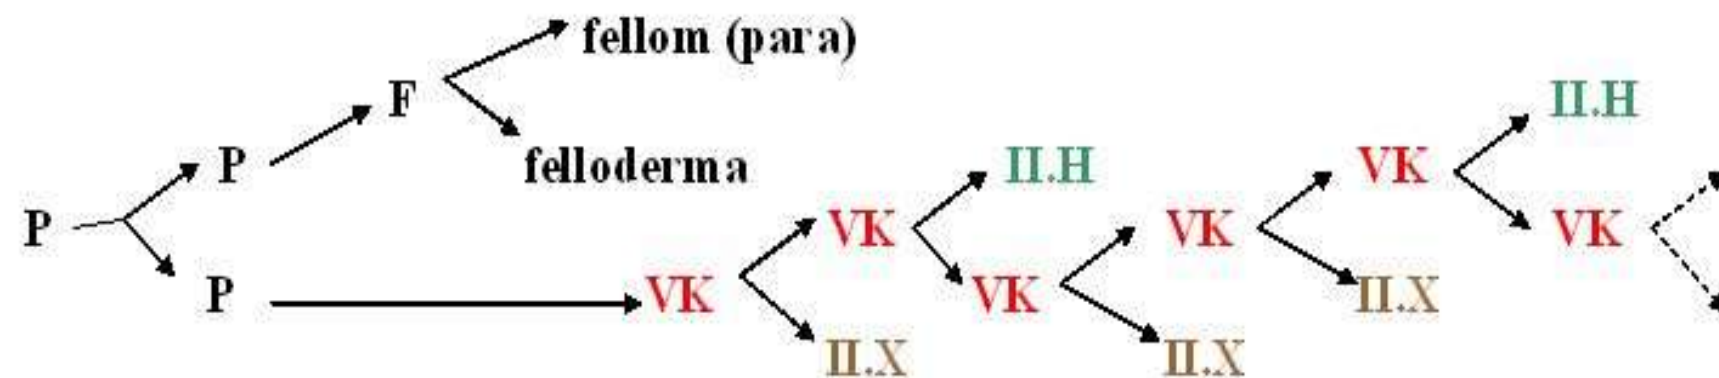 fellom (para)
F II.H
P felloderma II.H VK
P VK VK VK
P VK VK II.X
II.X II.X